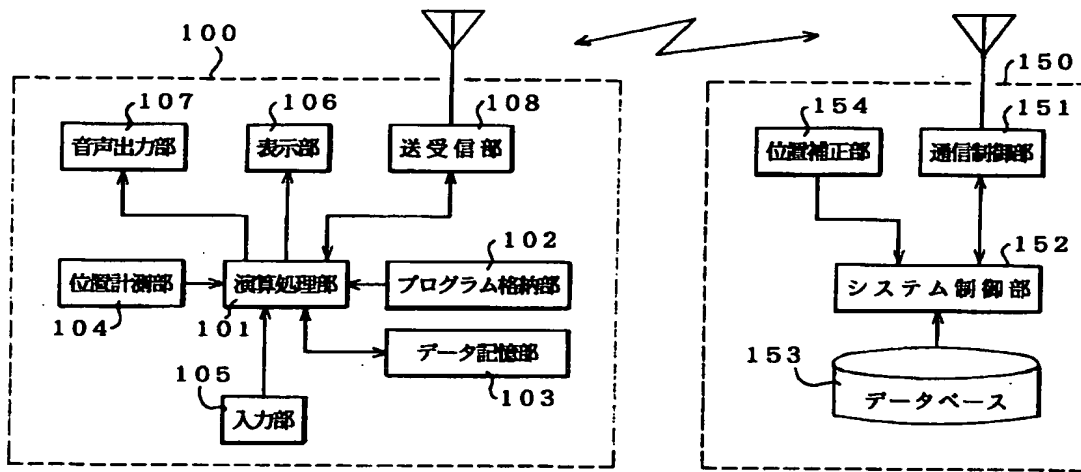 100
107
106
108
音声出力部
表示部
送受信部
102
位置計測部
演算処理部
プログラム格納部
104
101
データ記憶部
103
105
入力部
150
154
151
位置補正部
通信制御部
152
システム制御部
153
データベース